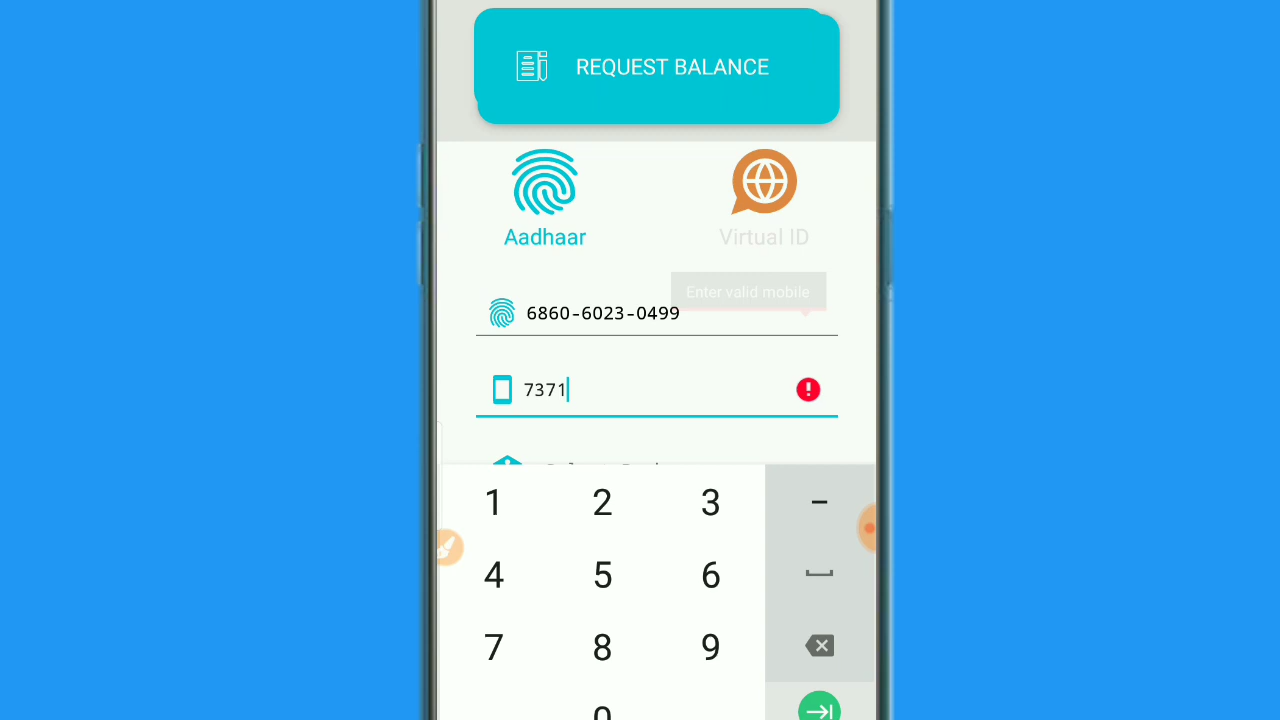 REQUEST BALANCE
Aadhaar
Virtual ID
Enter valid mobile
6860-6023-0499
7371
1 2 3 -
4 5 6
7 8 9
0